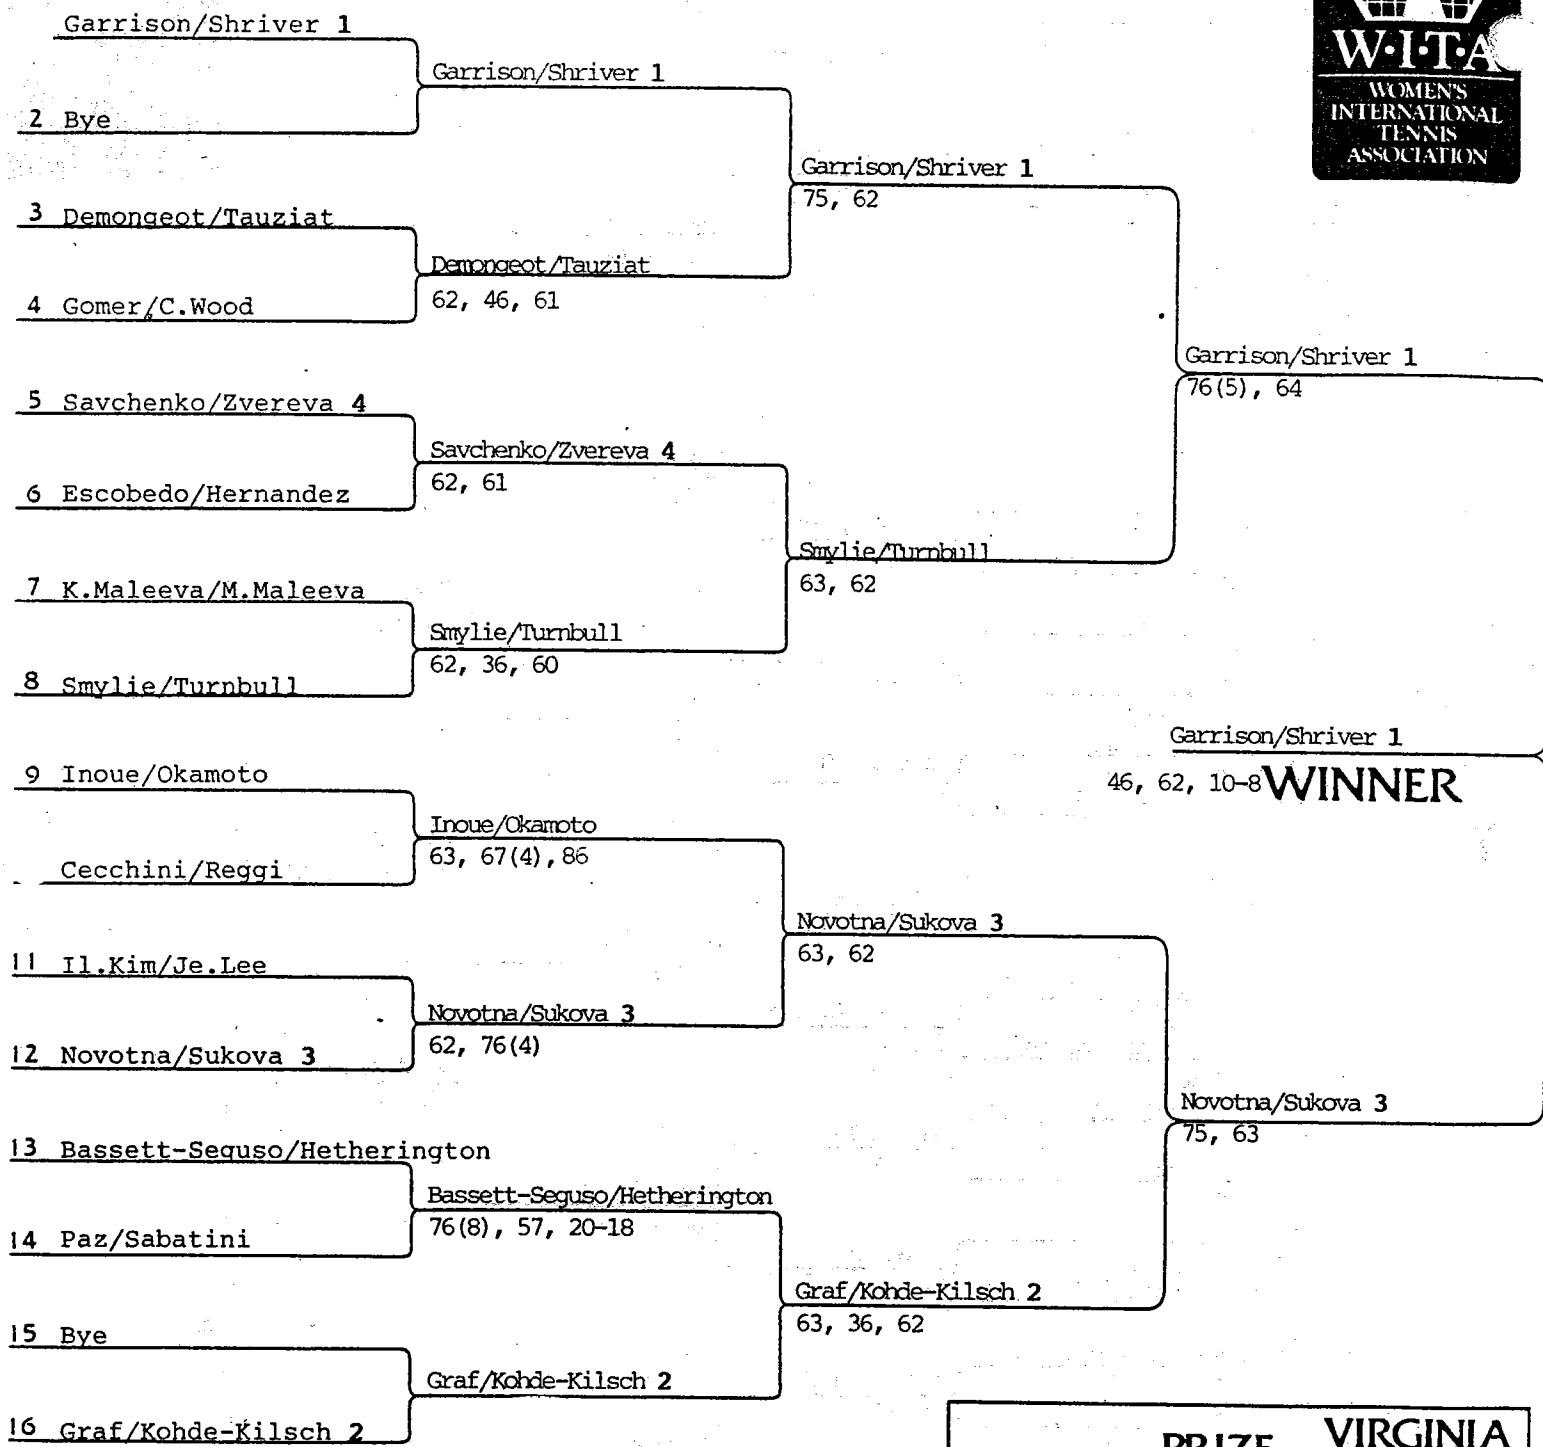 Garrison/Shriver 1
2 Bye
3 Demongeot/Tauziat
4 Gomer/C.Wood
5 Savchenko/Zvereva 4
6 Escobedo/Hernandez
7 K.Maleeva/M.Maleeva
8 Smylie/Turnbull
9 Inoue/Okamoto
Cecchini/Reggi
11 Il.Kim/Je.Lee
12 Novotna/Sukova 3
13 Bassett-Seguso/Hetherington
14 Paz/Sabatini
15 Bye
16 Graf/Kohde-Kilsch 2
Garrison/Shriver 1
Demongeot/Tauziat
62, 46, 61
Savchenko/Zvereva 4
62, 61
Smylie/Turnbull
62, 36, 60
Inoue/Okamoto
63, 67(4), 86
Novotna/Sukova 3
62, 76(4)
Bassett-Seguso/Hetherington
76(8), 57, 20-18
Graf/Kohde-Kilsch 2
Garrison/Shriver 1
75, 62
Smylie/Turnbull
63, 62
Novotna/Sukova 3
63, 62
Graf/Kohde-Kilsch 2
63, 36, 62
Garrison/Shriver 1
76(5), 64
Novotna/Sukova 3
75, 63
Garrison/Shriver 1
46, 62, 10-8 WINNER
W·I·T·A
WOMEN'S
INTERNATIONAL
TENNIS
ASSOCIATION
PRIZE
VIRGINIA